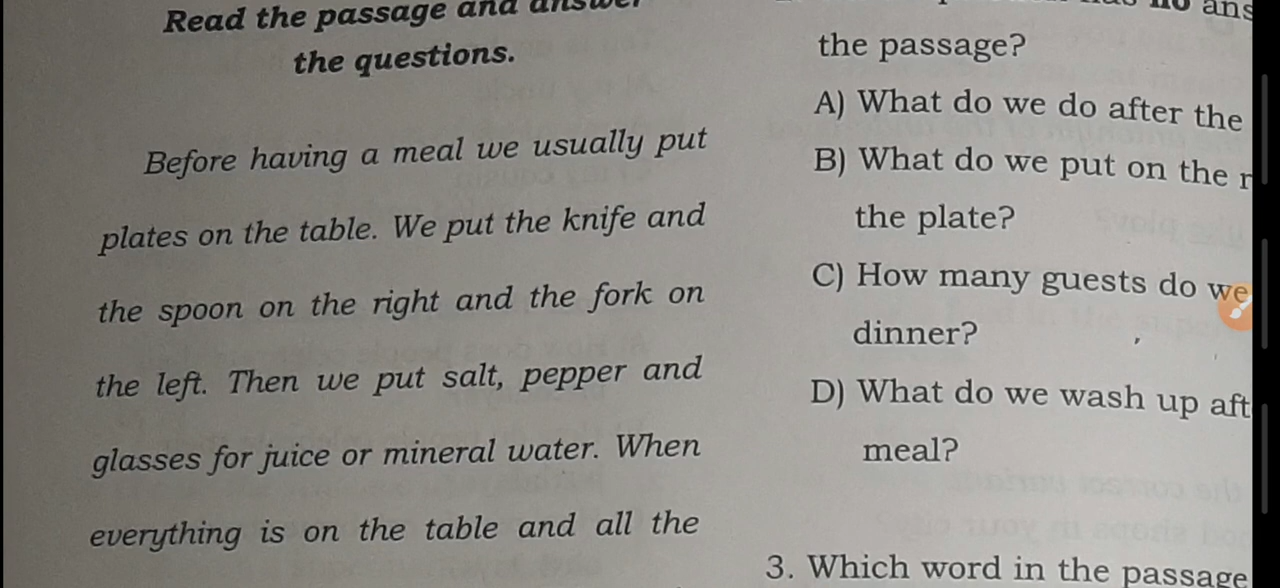 Read the passage and answer
the questions.
Before having a meal we usually put
plates on the table. We put the knife and
the spoon on the right and the fork on
the left. Then we put salt, pepper and
glasses for juice or mineral water. When
everything is on the table and all the
no ans
the passage?
A) What do we do after the
B) What do we put on the r
the plate?
C) How many guests do we
dinner?
D) What do we wash up aft
meal?
3. Which word in the passage